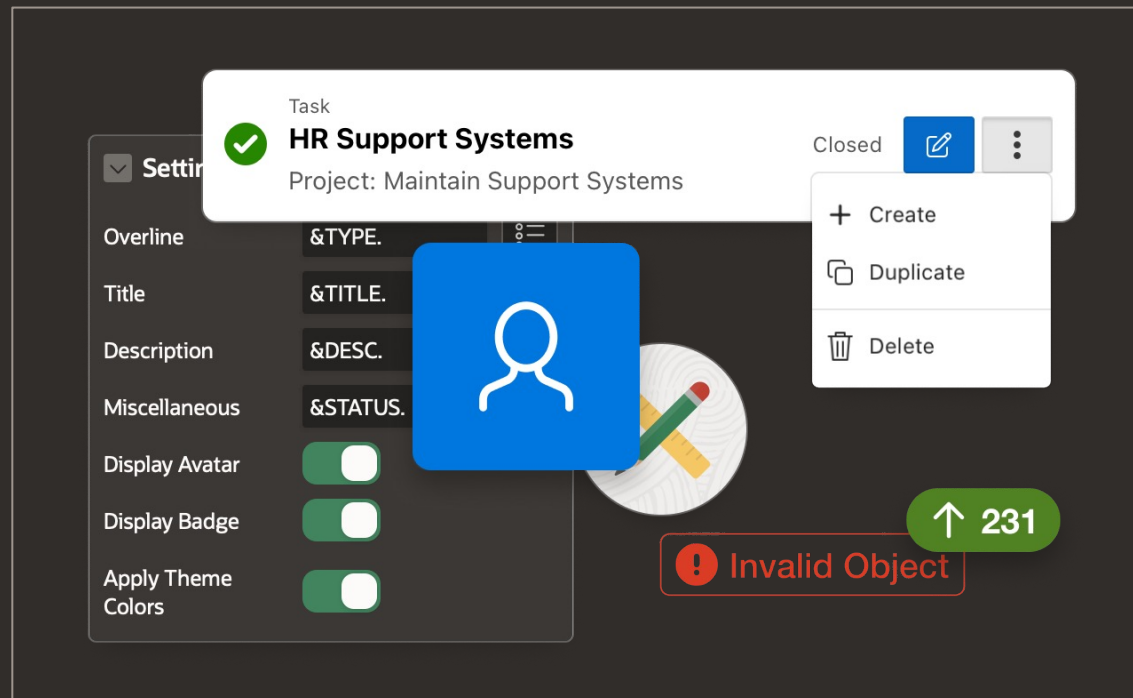 Task
HR Support Systems
Project: Maintain Support Systems
Closed
Create
Duplicate
Delete
Overline
&TYPE.
Title
&TITLE.
Description
&DESC.
Miscellaneous
&STATUS.
Display Avatar
Display Badge
Apply Theme
Colors
231
Invalid Object